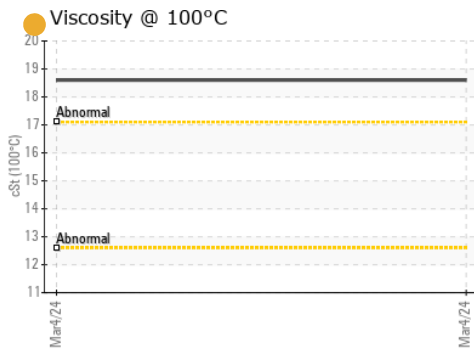 Viscosity @ 100°C
20
19
18
Abnormal
17
16
15
14
13
Abnormal
12
11
cSt (100°C)
Mar4/24
Mar4/24